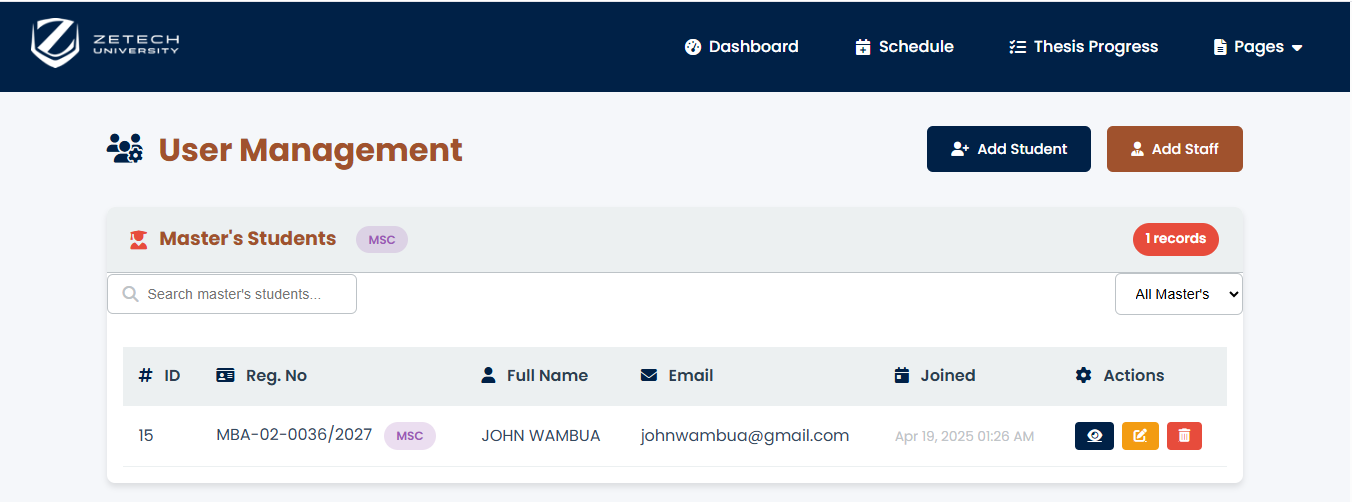 ZETECH
UNIVERSITY
Dashboard Schedule Thesis Progress Pages
User Management Add Student Add Staff
Master's Students MSC 1 records
Search master's students... All Master's
# ID Reg. No Full Name Email Joined Actions
15 MBA-02-0036/2027 MSC JOHN WAMBUA johnwambua@gmail.com Apr 19, 2025 01:26 AM